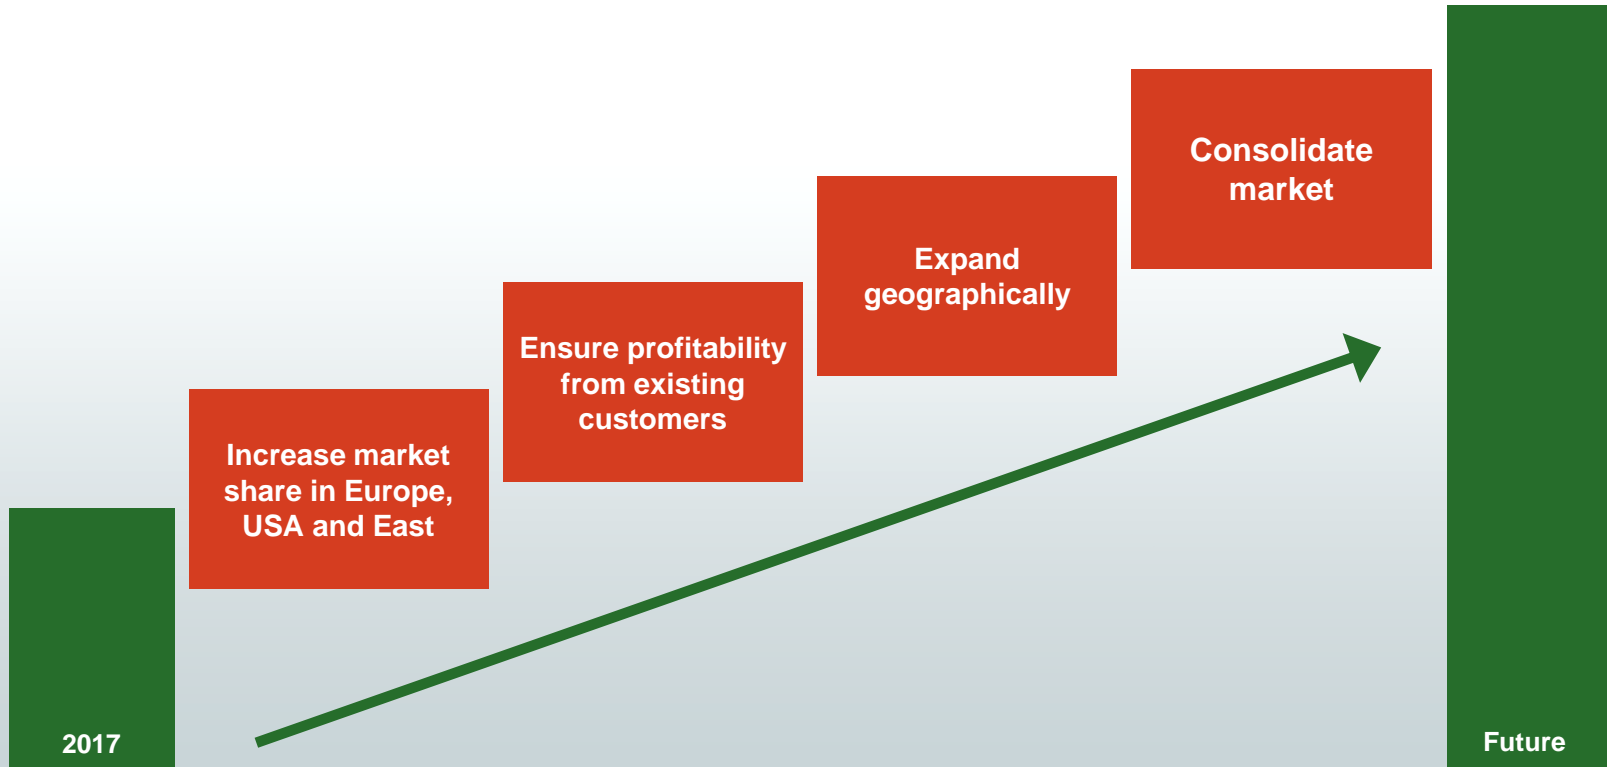 2017
Increase market
share in Europe,
USA and East
Ensure profitability
from existing
customers
Expand
geographically
Consolidate
market
Future